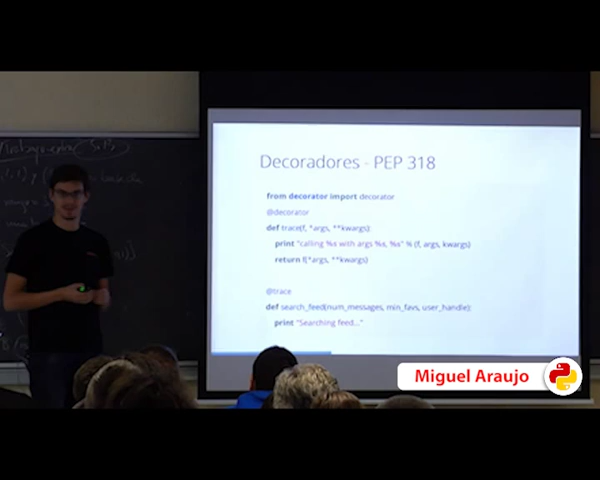 Decoradores - PEP 318
from decorator import decorator
@decorator
def trace(f, *args, **kwargs):
print "calling %s with args %s, %s" % (f, args, kwargs)
return f(*args, **kwargs)
@trace
def search_feed(num_messages, min_favs, user_handle):
print "Searching feed..."
Miguel Araujo